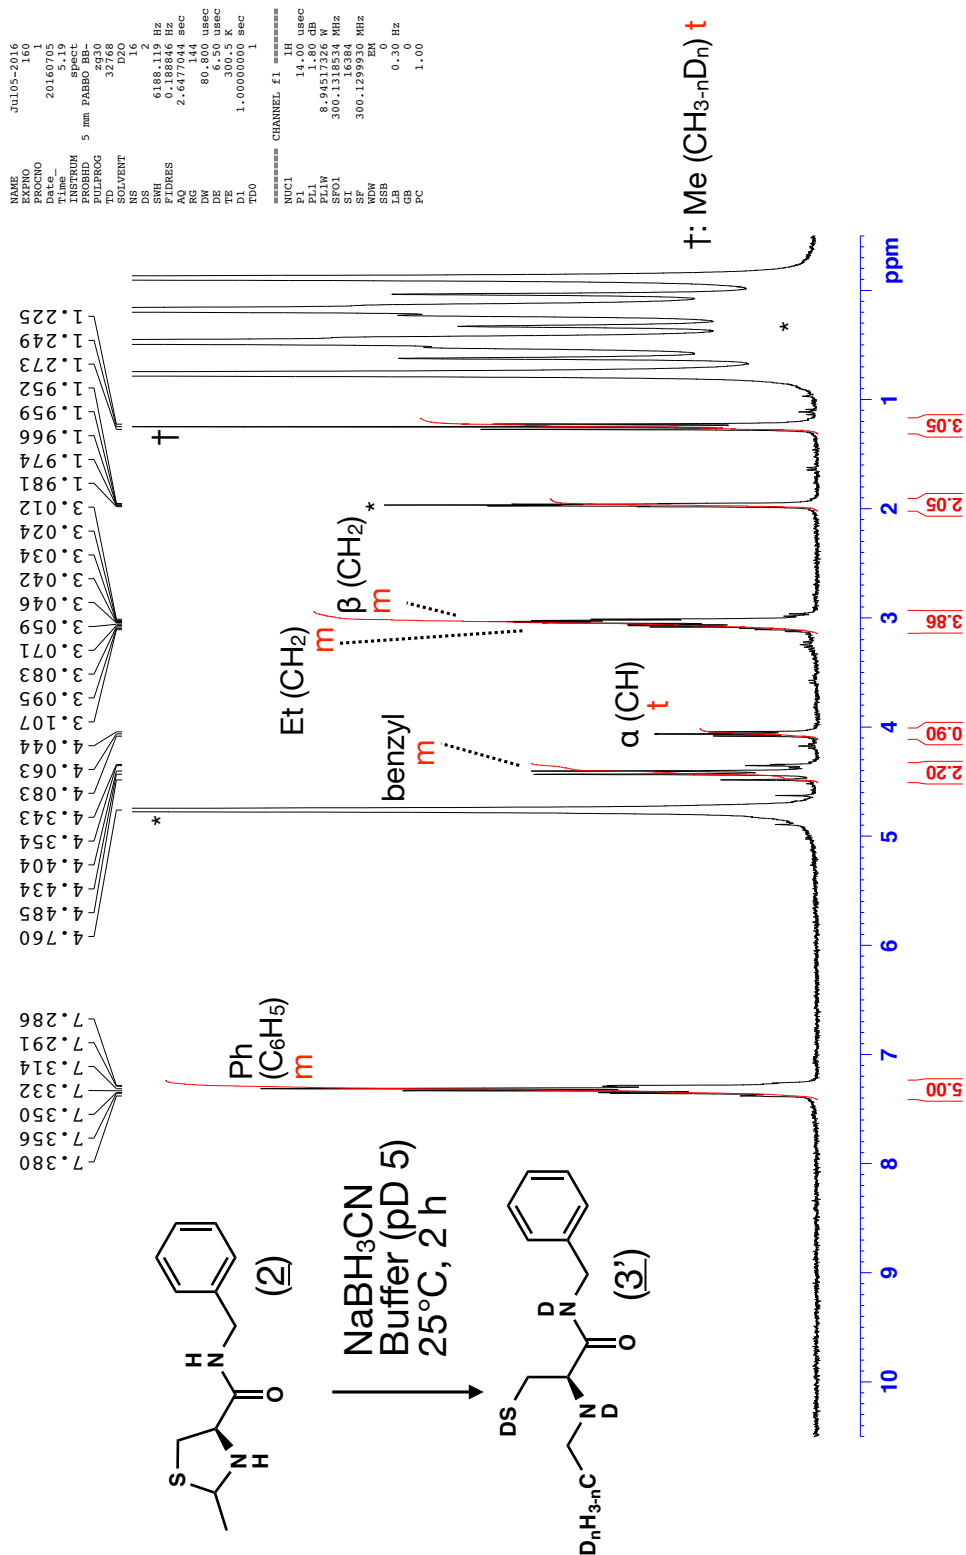 NAME Jul05-2016
EXPNO 160
PROCNO 1
Date_ 20160705
Time 5.19
INSTRUM spect
PROBHD 5 mm PABBO BB-
PULPROG zg30
TD 32768
SOLVENT D2O
NS 16
DS 2
SWH 6188.119 Hz
FIDRES 0.188846 Hz
AQ 2.6477044 sec
RG 144
DW 80.800 usec
DE 6.50 usec
TE 300.5 K
D1 1.00000000 sec
TD0 1
======== CHANNEL f1 ========
NUC1 1H
P1 14.00 usec
PL1 1.80 dB
PL1W 8.94517326 W
SFO1 300.1318534 MHz
SI 16384
SF 300.1299930 MHz
WDW EM
SSB 0
LB 0.30 Hz
GB 0
PC 1.00
7.380
7.356
7.350
7.332
7.314
7.291
7.286
4.760
4.485
4.434
4.404
4.354
4.343
4.083
4.063
4.044
3.107
3.095
3.083
3.071
3.059
3.046
3.042
3.034
3.024
3.012
1.981
1.974
1.966
1.959
1.952
1.273
1.249
1.225
S
N
H
O
H
N
(2)
NaBH3CN
Buffer (pD 5)
25°C, 2 h
DS
DnH3-nC
N
D
O
D
N
(3')
Ph
(C6H5)
m
*
benzyl
m
α (CH)
t
Et (CH2)
m
β (CH2)
m
*
†
*
†: Me (CH3-nDn) t
10 9 8 7 6 5 4 3 2 1 ppm
5.00
2.20
0.90
3.86
2.05
3.05